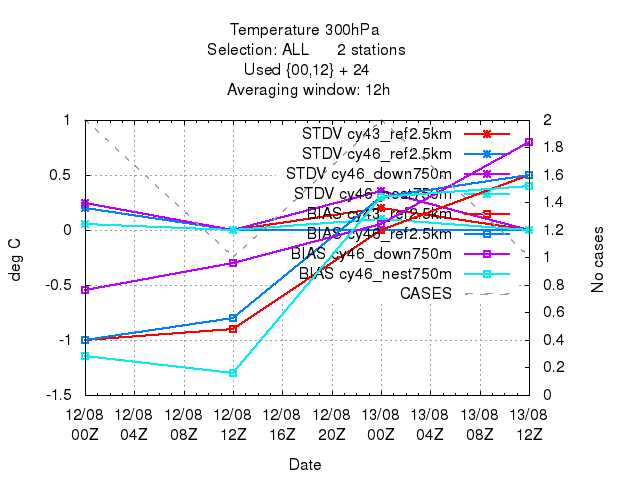 Temperature 300hPa
Selection: ALL 2 stations
Used {00,12} + 24
Averaging window: 12h
STDV cy43_ref2.5km
STDV cy46_ref2.5km
STDV cy46_down750m
STDV cy46_nest750m
BIAS cy43_ref2.5km
BIAS cy46_ref2.5km
BIAS cy46_down750m
BIAS cy46_nest750m
CASES
deg C
1
0.5
0
-0.5
-1
-1.5
2
1.8
1.6
1.4
1.2
1
0.8
0.6
0.4
0.2
0
No cases
12/08 12/08 12/08 12/08 12/08 12/08 13/08 13/08 13/08 13/08
00Z 04Z 08Z 12Z 16Z 20Z 00Z 04Z 08Z 12Z
Date